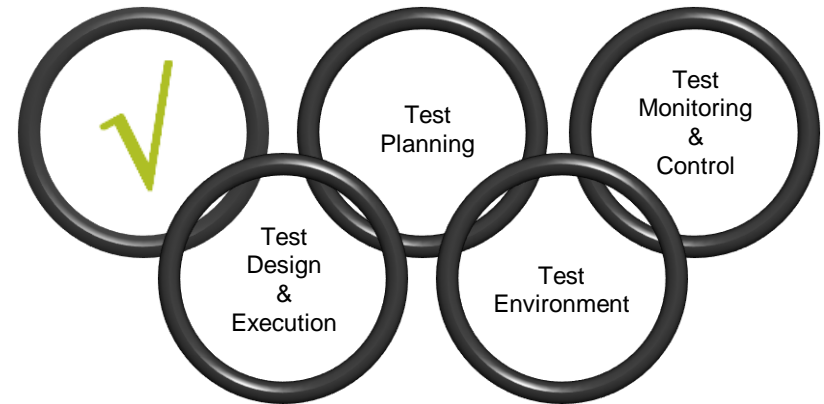 Test
Planning
Test
Monitoring
&
Control
Test
Design
&
Execution
Test
Environment